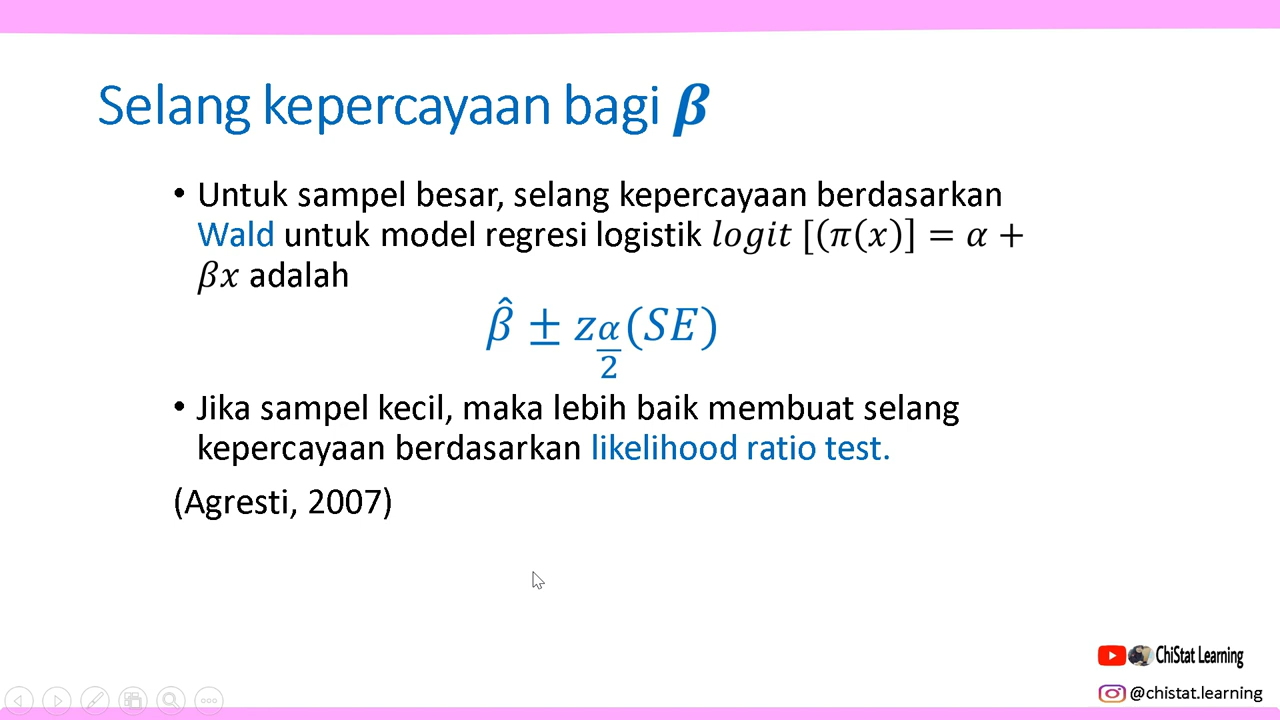 Selang kepercayaan bagi β
• Untuk sampel besar, selang kepercayaan berdasarkan
Wald untuk model regresi logistik logit [(π(x)] = α +
βx adalah
β̂ ± z_{α/2}(SE)
• Jika sampel kecil, maka lebih baik membuat selang
kepercayaan berdasarkan likelihood ratio test.
(Agresti, 2007)
ChiStat Learning
@chistat.learning